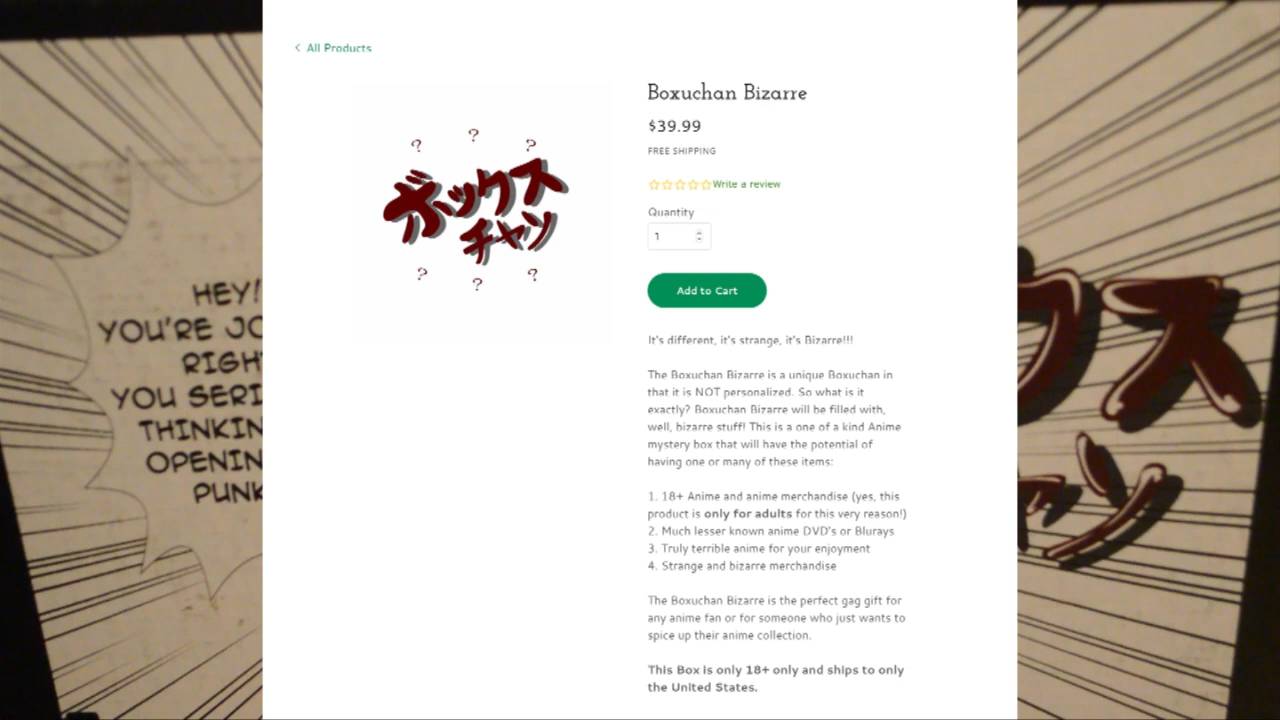 All Products
Boxuchan Bizarre
$39.99
FREE SHIPPING
Write a review
Quantity
1
Add to Cart
? ? ?
ボックス
チャン
? ? ?
It's different, it's strange, it's Bizarre!!!
The Boxuchan Bizarre is a unique Boxuchan in
that it is NOT personalized. So what is it
exactly? Boxuchan Bizarre will be filled with,
well, bizarre stuff! This is a one of a kind Anime
mystery box that will have the potential of
having one or many of these items:
1. 18+ Anime and anime merchandise (yes, this
product is only for adults for this very reason!)
2. Much lesser known anime DVD's or Blurays
3. Truly terrible anime for your enjoyment
4. Strange and bizarre merchandise
The Boxuchan Bizarre is the perfect gag gift for
any anime fan or for someone who just wants to
spice up their anime collection.
This Box is only 18+ only and ships to only
the United States.
HEY!
YOU'RE JO
RIGH
YOU SERI
THINKIN
OPENIN
PUNK
クス
ャン